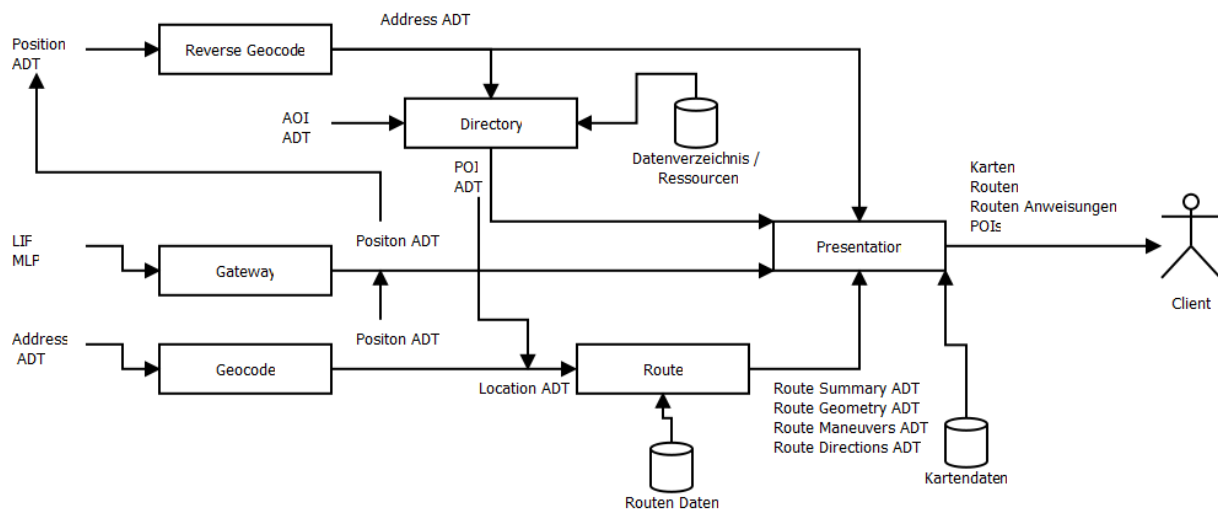 Address ADT
Position
ADT
Reverse Geocode
AOI
ADT
Directory
Datenverzeichnis /
Ressourcen
POI
ADT
Karten
Routen
Routen Anweisungen
POIs
LIF
MLP
Gateway
Positon ADT
Presentation
Client
Address
ADT
Geocode
Positon ADT
Location ADT
Route
Route Summary ADT
Route Geometry ADT
Route Maneuvers ADT
Route Directions ADT
Routen Daten
Kartendaten